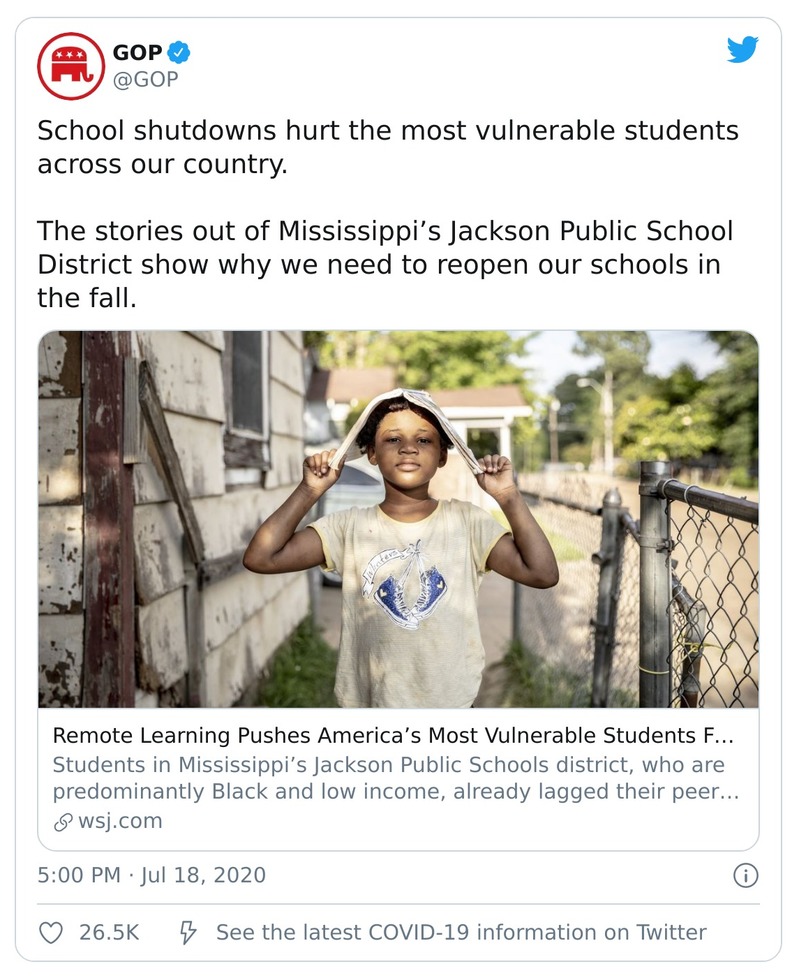 GOP
@GOP
School shutdowns hurt the most vulnerable students
across our country.
The stories out of Mississippi’s Jackson Public School
District show why we need to reopen our schools in
the fall.
Remote Learning Pushes America’s Most Vulnerable Students F…
Students in Mississippi’s Jackson Public Schools district, who are
predominantly Black and low income, already lagged their peer…
wsj.com
5:00 PM · Jul 18, 2020
26.5K
See the latest COVID-19 information on Twitter